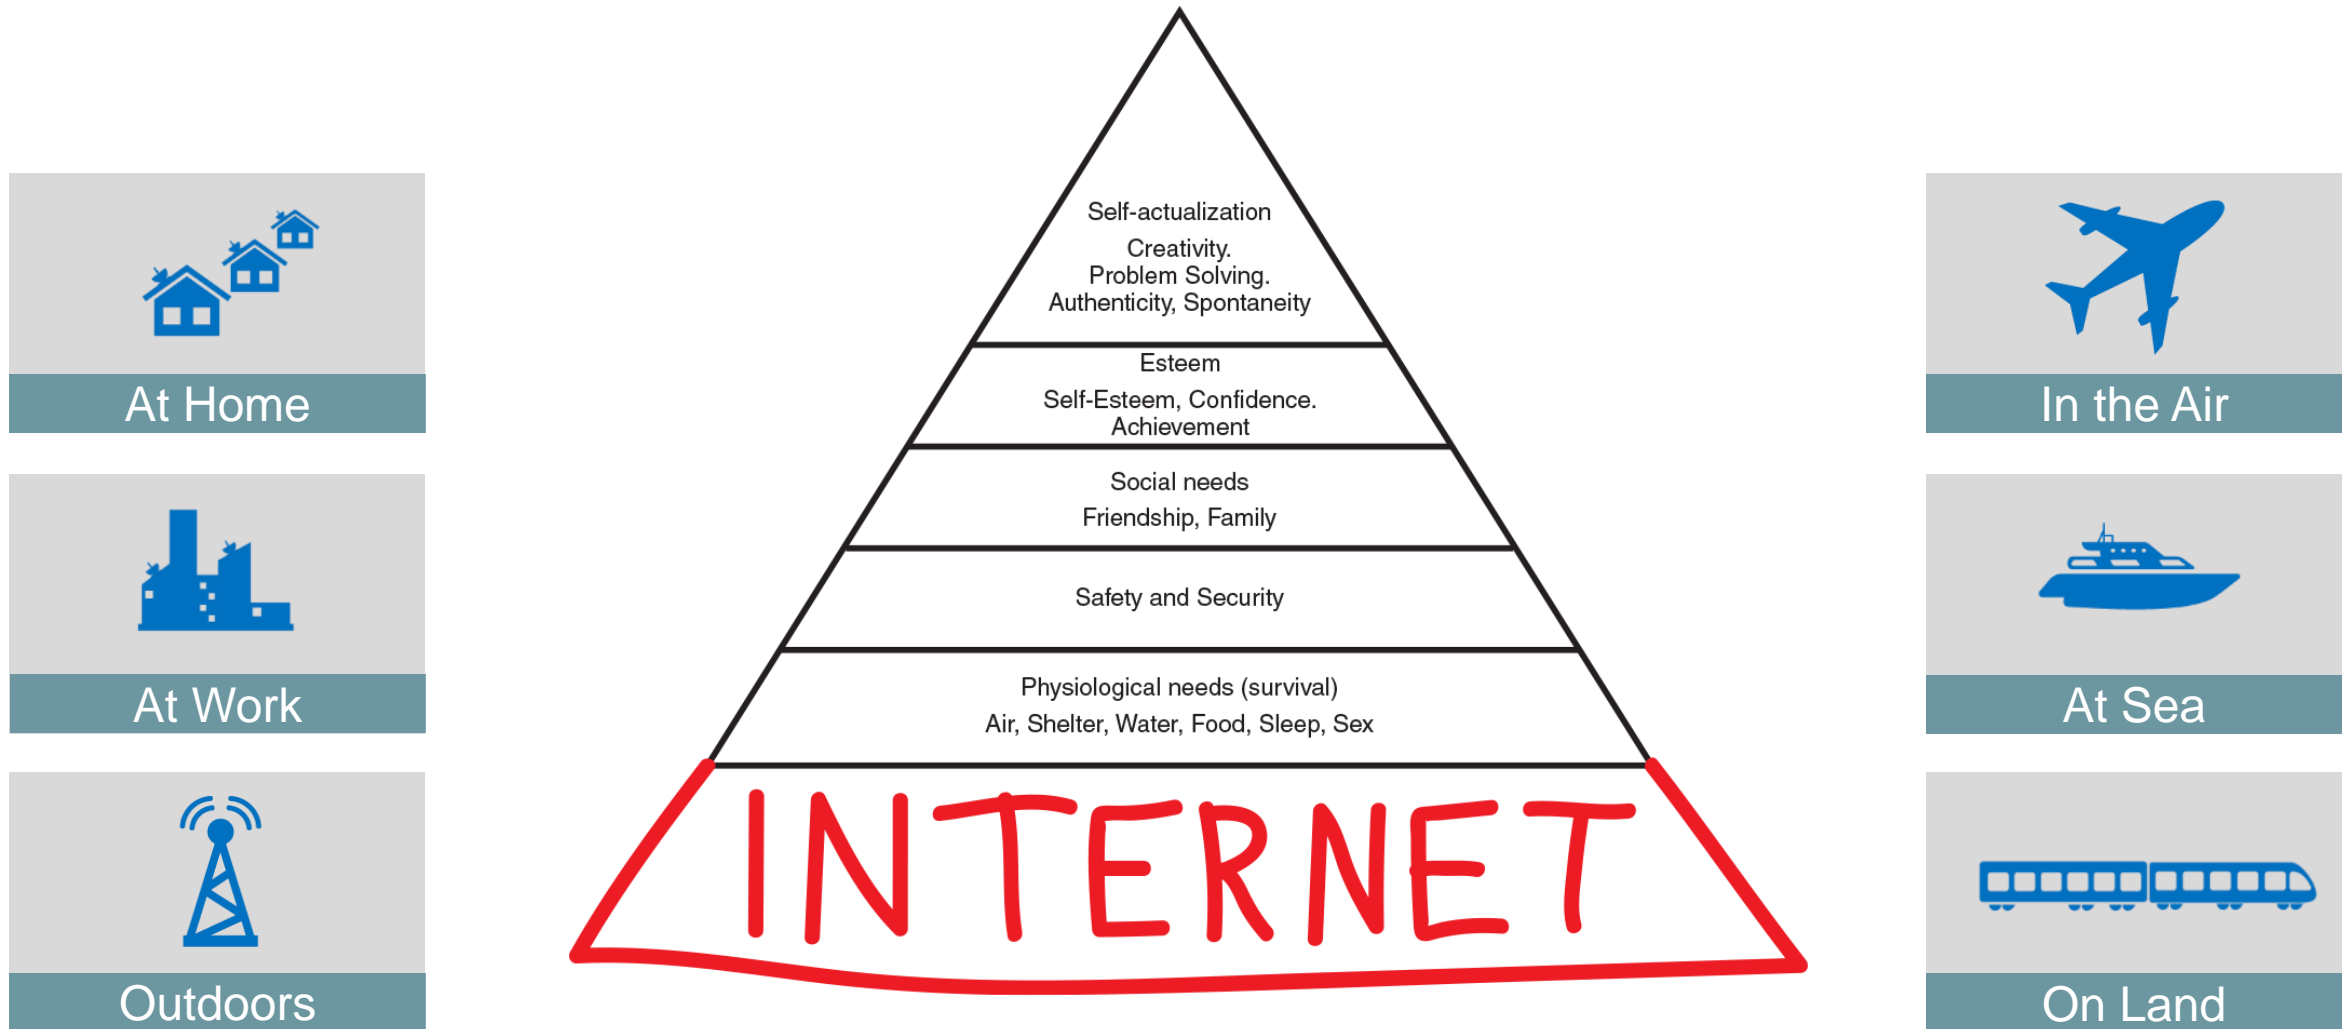 At Home
At Work
Outdoors
Self-actualization
Creativity.
Problem Solving.
Authenticity, Spontaneity
Esteem
Self-Esteem, Confidence.
Achievement
Social needs
Friendship, Family
Safety and Security
Physiological needs (survival)
Air, Shelter, Water, Food, Sleep, Sex
INTERNET
In the Air
At Sea
On Land